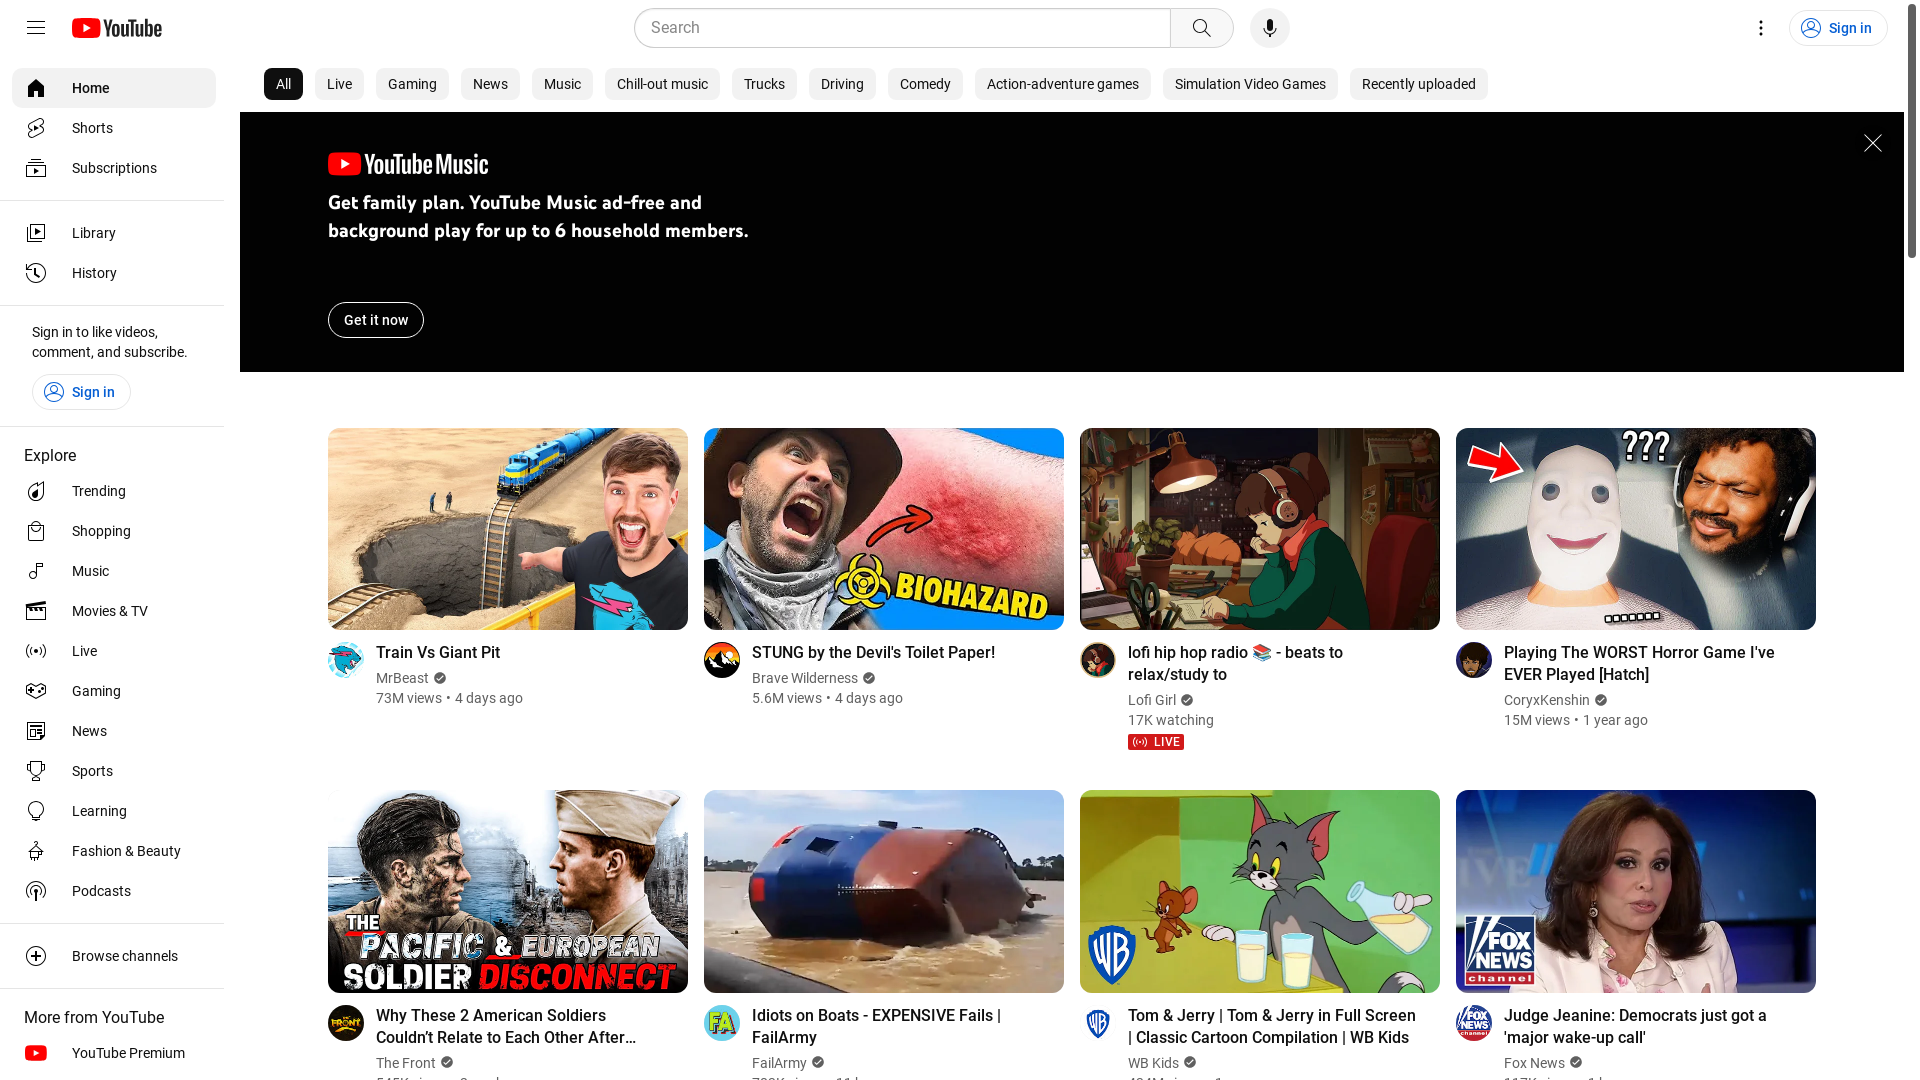 YouTube
Search
Sign in
Home
Shorts
Subscriptions
Library
History
Sign in to like videos,
comment, and subscribe.
Sign in
Explore
Trending
Shopping
Music
Movies & TV
Live
Gaming
News
Sports
Learning
Fashion & Beauty
Podcasts
Browse channels
More from YouTube
YouTube Premium
All
Live
Gaming
News
Music
Chill-out music
Trucks
Driving
Comedy
Action-adventure games
Simulation Video Games
Recently uploaded
YouTube Music
Get family plan. YouTube Music ad-free and
background play for up to 6 household members.
Get it now
Train Vs Giant Pit
MrBeast
73M views • 4 days ago
BIOHAZARD
STUNG by the Devil's Toilet Paper!
Brave Wilderness
5.6M views • 4 days ago
lofi hip hop radio 📚 - beats to
relax/study to
Lofi Girl
17K watching
LIVE
???
Playing The WORST Horror Game I've
EVER Played [Hatch]
CoryxKenshin
15M views • 1 year ago
THE
PACIFIC & EUROPEAN
SOLDIER DISCONNECT
THE FRONT
Why These 2 American Soldiers
Couldn’t Relate to Each Other After…
The Front
FA
Idiots on Boats - EXPENSIVE Fails |
FailArmy
FailArmy
WB
WB
Tom & Jerry | Tom & Jerry in Full Screen
| Classic Cartoon Compilation | WB Kids
WB Kids
FOX
NEWS
channel
FOX
NEWS
channel
Judge Jeanine: Democrats just got a
'major wake-up call'
Fox News